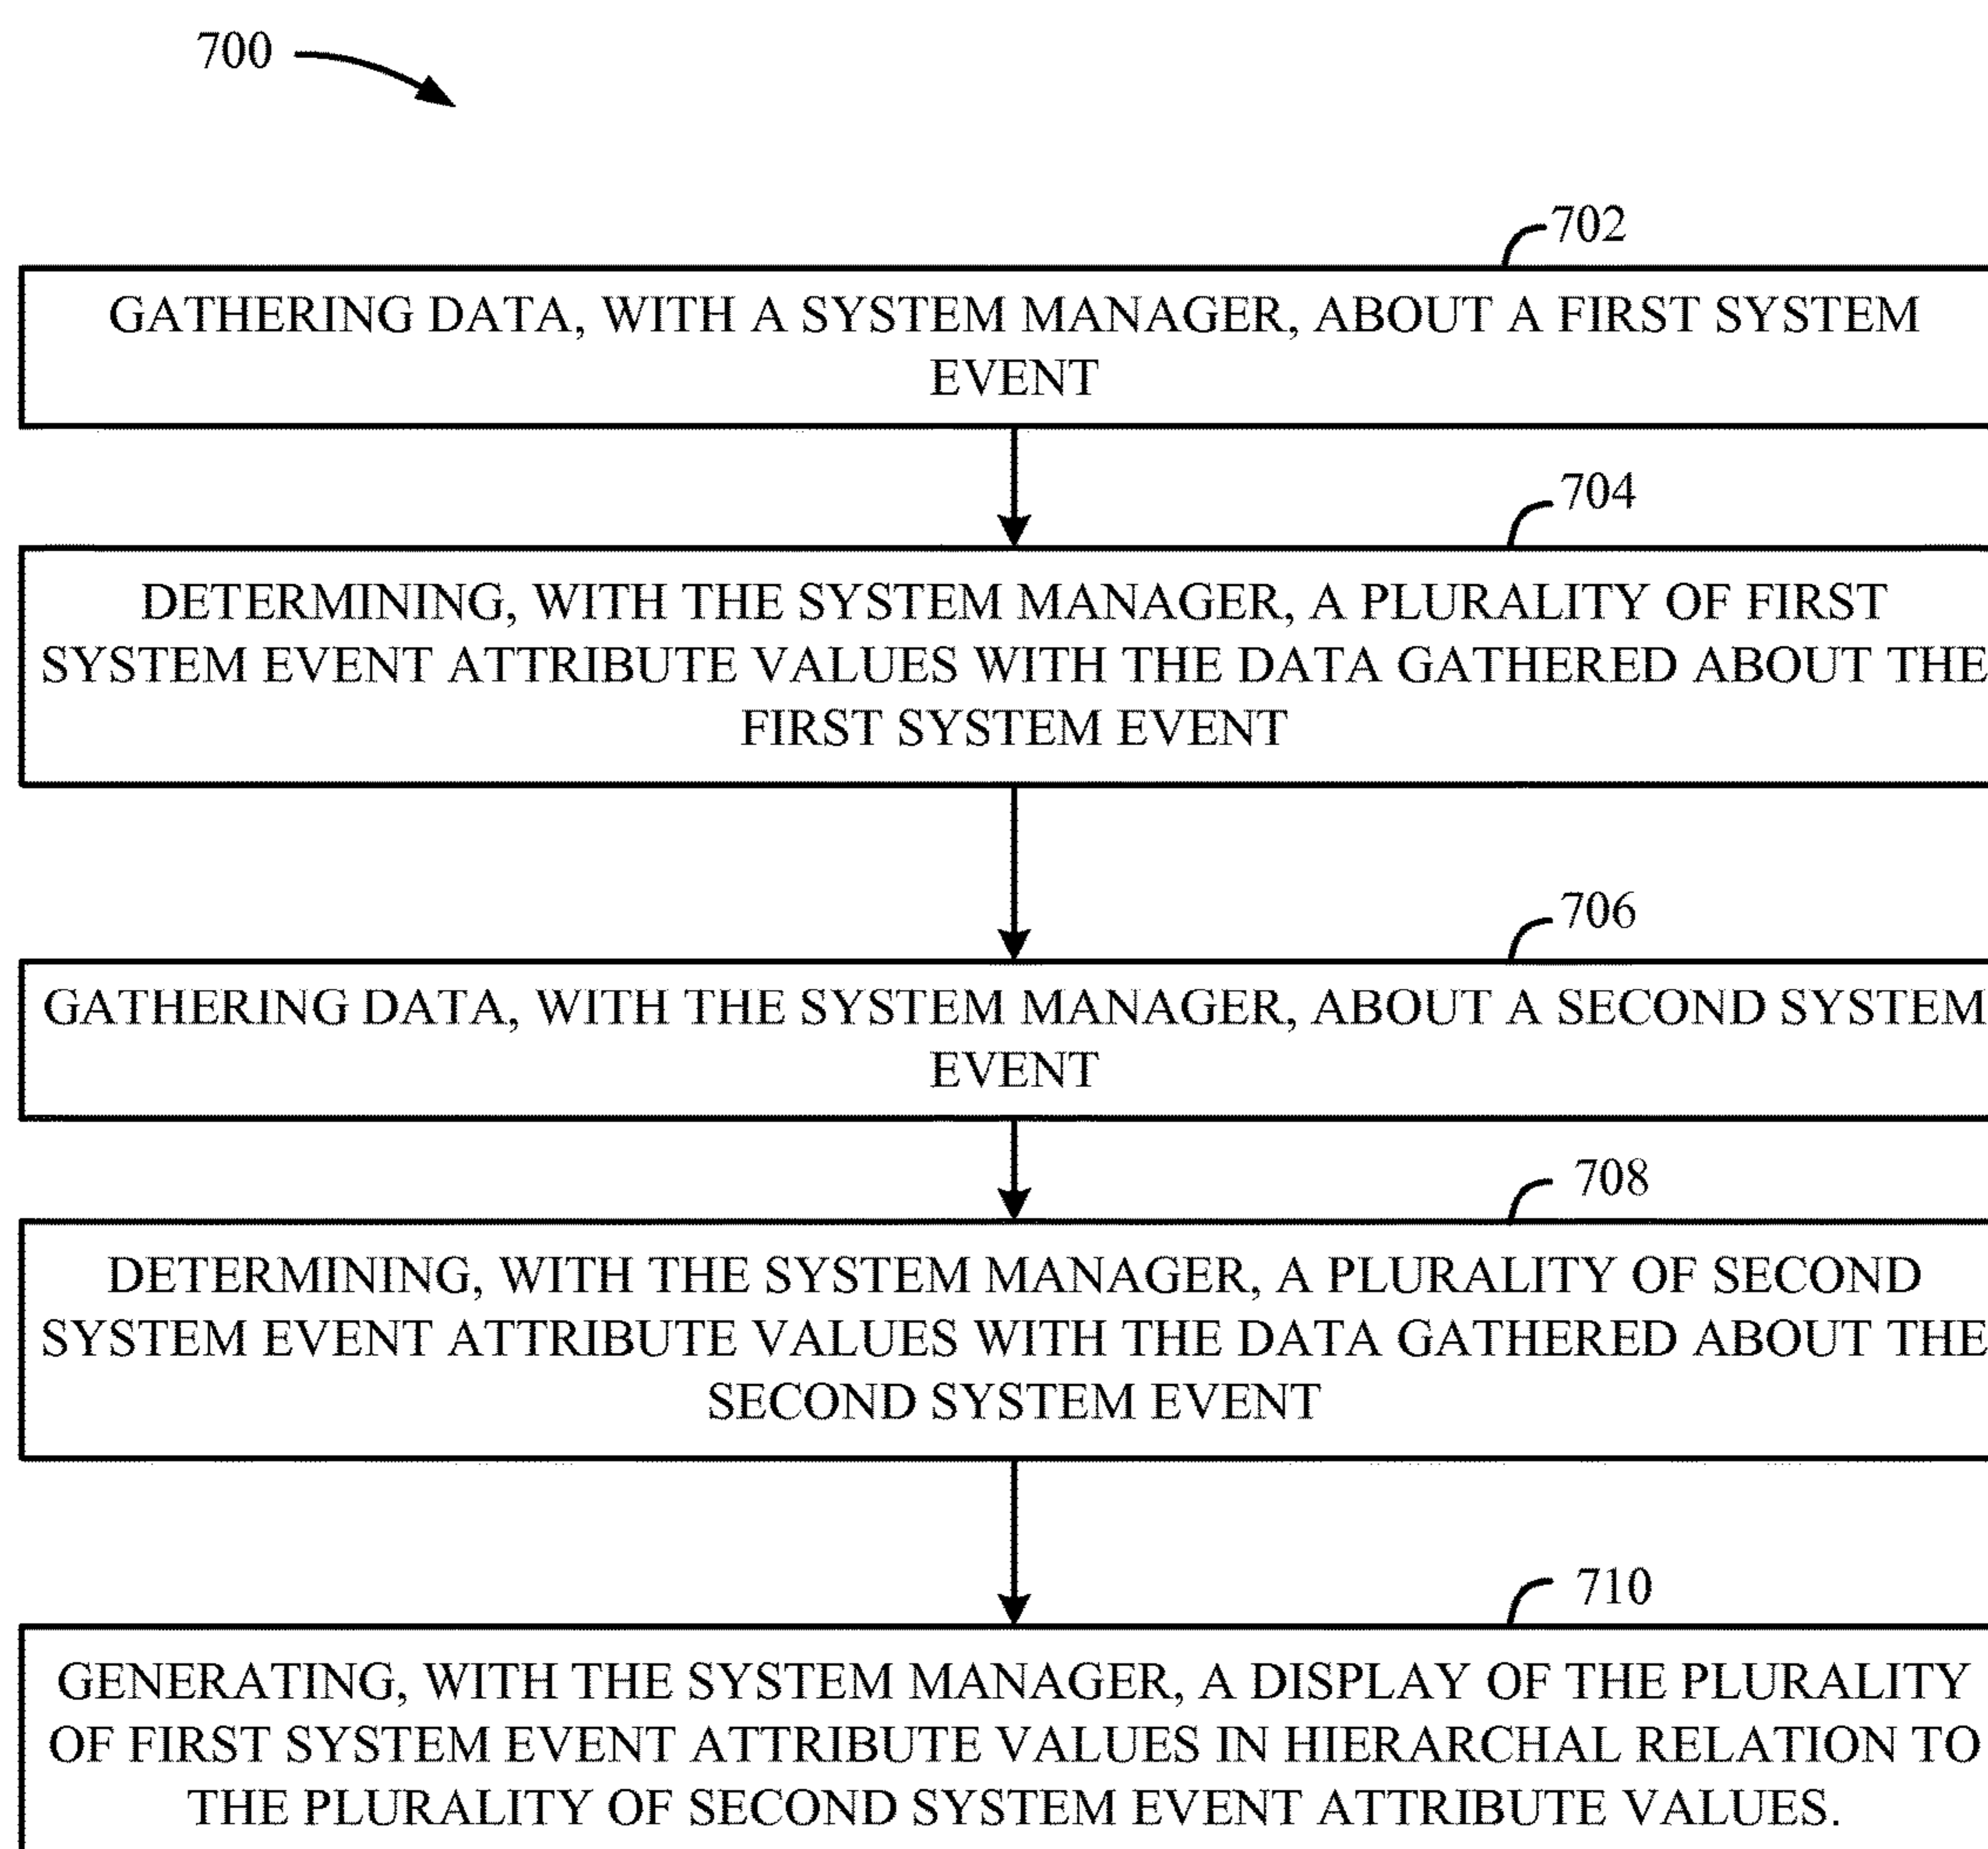 700
702
GATHERING DATA, WITH A SYSTEM MANAGER, ABOUT A FIRST SYSTEM
EVENT
704
DETERMINING, WITH THE SYSTEM MANAGER, A PLURALITY OF FIRST
SYSTEM EVENT ATTRIBUTE VALUES WITH THE DATA GATHERED ABOUT THE
FIRST SYSTEM EVENT
706
GATHERING DATA, WITH THE SYSTEM MANAGER, ABOUT A SECOND SYSTEM
EVENT
708
DETERMINING, WITH THE SYSTEM MANAGER, A PLURALITY OF SECOND
SYSTEM EVENT ATTRIBUTE VALUES WITH THE DATA GATHERED ABOUT THE
SECOND SYSTEM EVENT
710
GENERATING, WITH THE SYSTEM MANAGER, A DISPLAY OF THE PLURALITY
OF FIRST SYSTEM EVENT ATTRIBUTE VALUES IN HIERARCHAL RELATION TO
THE PLURALITY OF SECOND SYSTEM EVENT ATTRIBUTE VALUES.